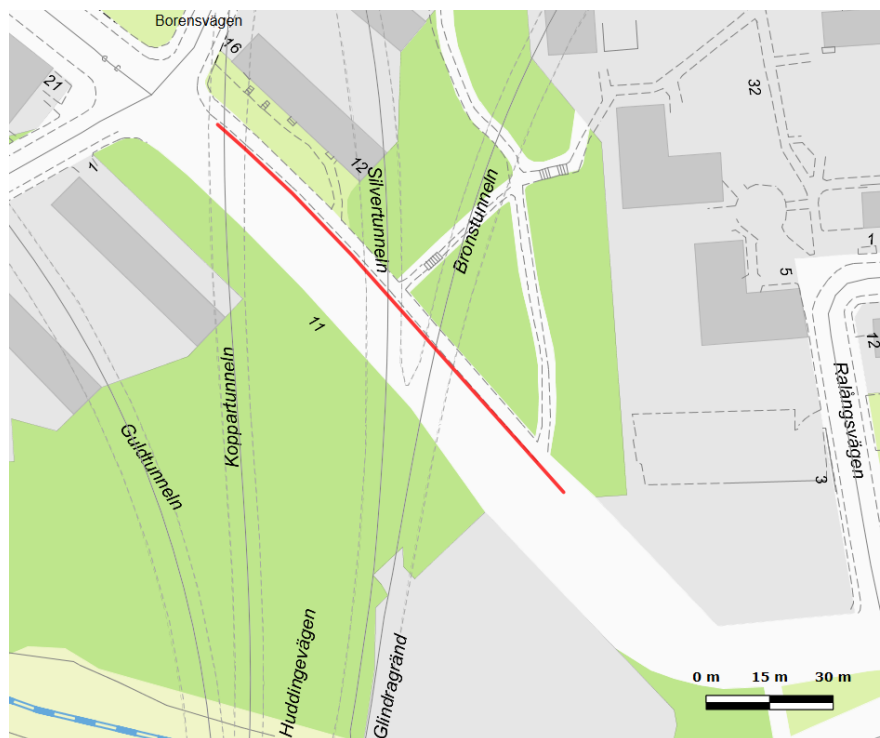 Borensvägen
16
21
32
12
1
Silvertunneln
Bronstunneln
1
5
11
12
Koppartunneln
Ralångsvägen
Guldtunneln
3
Huddingevägen
Glindragränd
0 m 15 m 30 m